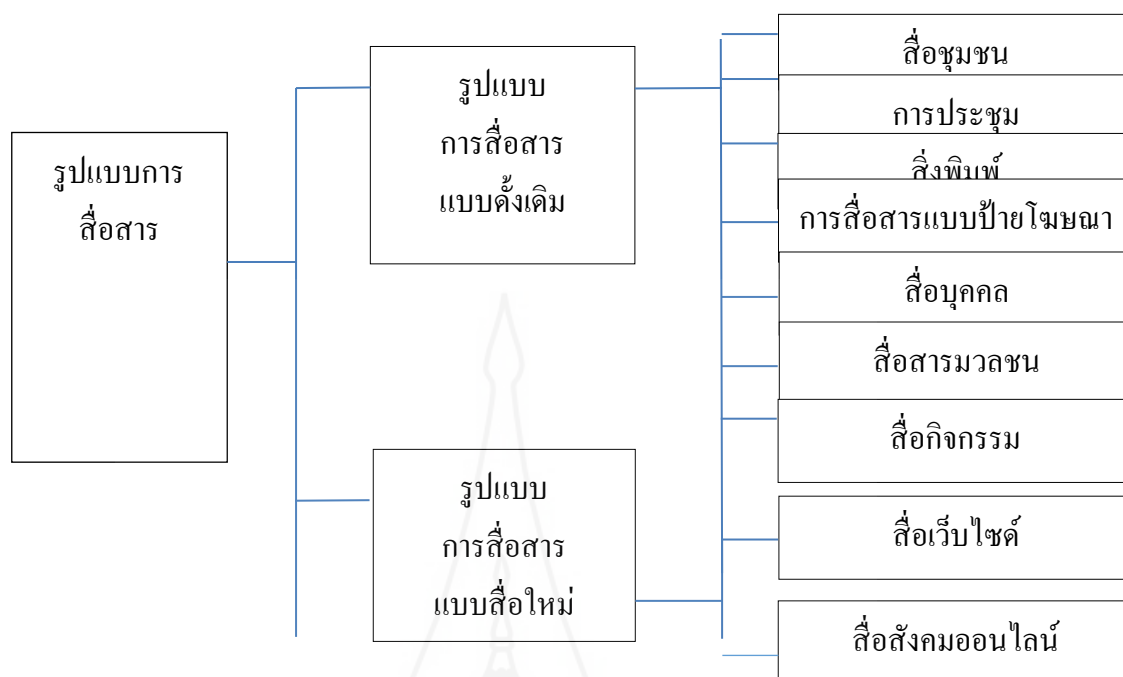 รูปแบบการ
สื่อสาร
รูปแบบ
การสื่อสาร
แบบดั้งเดิม
รูปแบบ
การสื่อสาร
แบบสื่อใหม่
สื่อชุมชน
การประชุม
สิ่งพิมพ์
การสื่อสารแบบป้ายโฆษณา
สื่อบุคคล
สื่อสารมวลชน
สื่อกิจกรรม
สื่อเว็บไซด์
สื่อสังคมออนไลน์